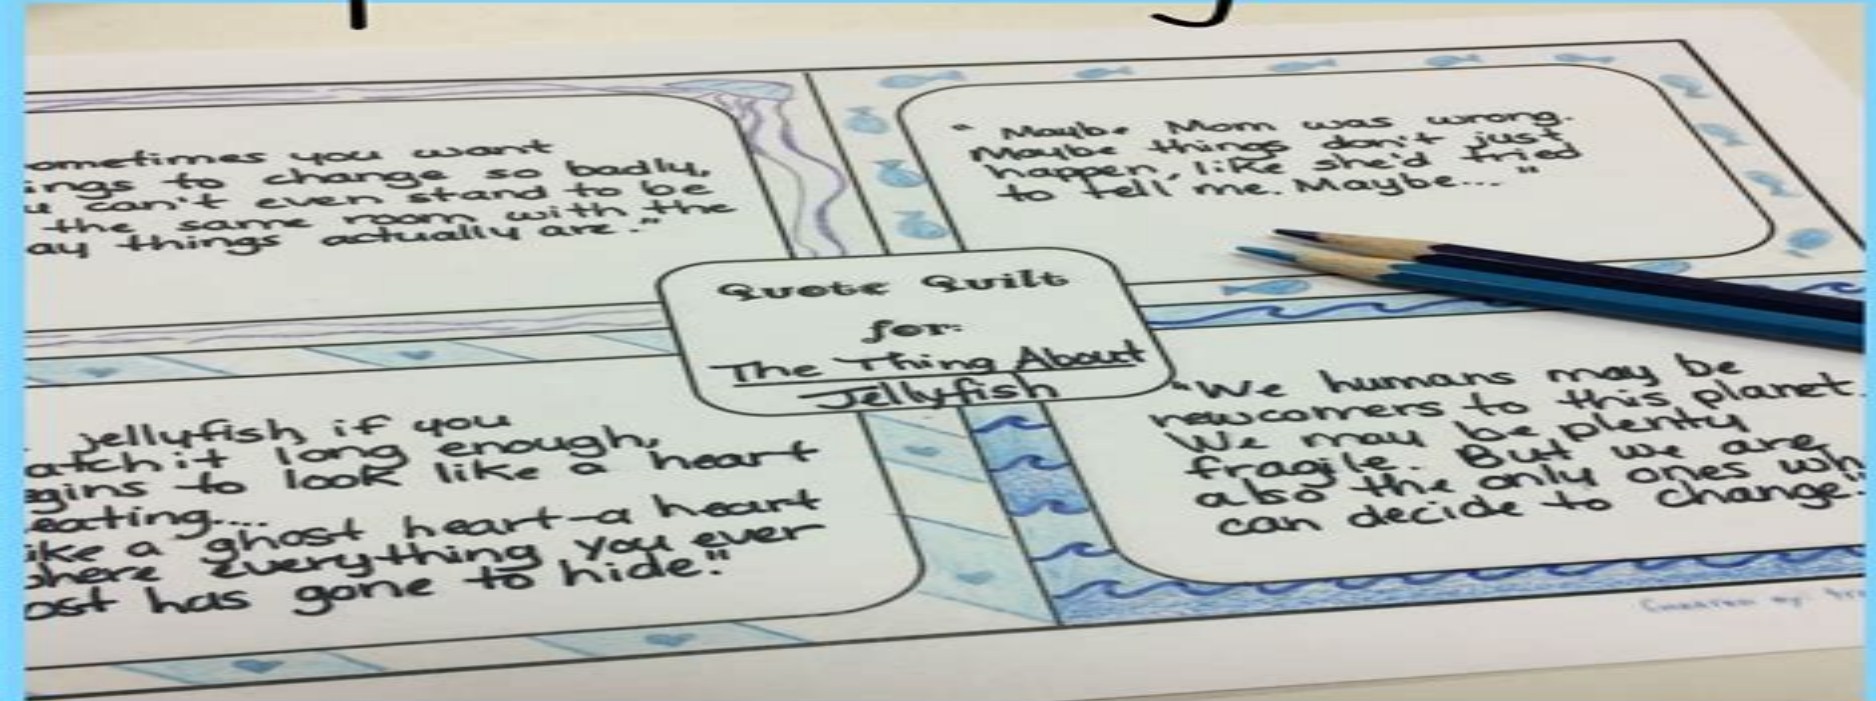 ometimes you want
ings to change so badly,
u can't even stand to be
the same room with the
ay things actually are."
"Maybe Mom was wrong.
Maybe things don't just
happen, like she'd tried
to tell me. Maybe..."
Quote Quilt
for:
The Thing About
Jellyfish
jellyfish if you
atch it long enough,
gins to look like a heart
eating....
ike a ghost heart-a heart
where everything you ever
ost has gone to hide."
"We humans may be
newcomers to this planet.
We may be plenty
fragile. But we are
also the only ones wh
can decide to change."
Created by: